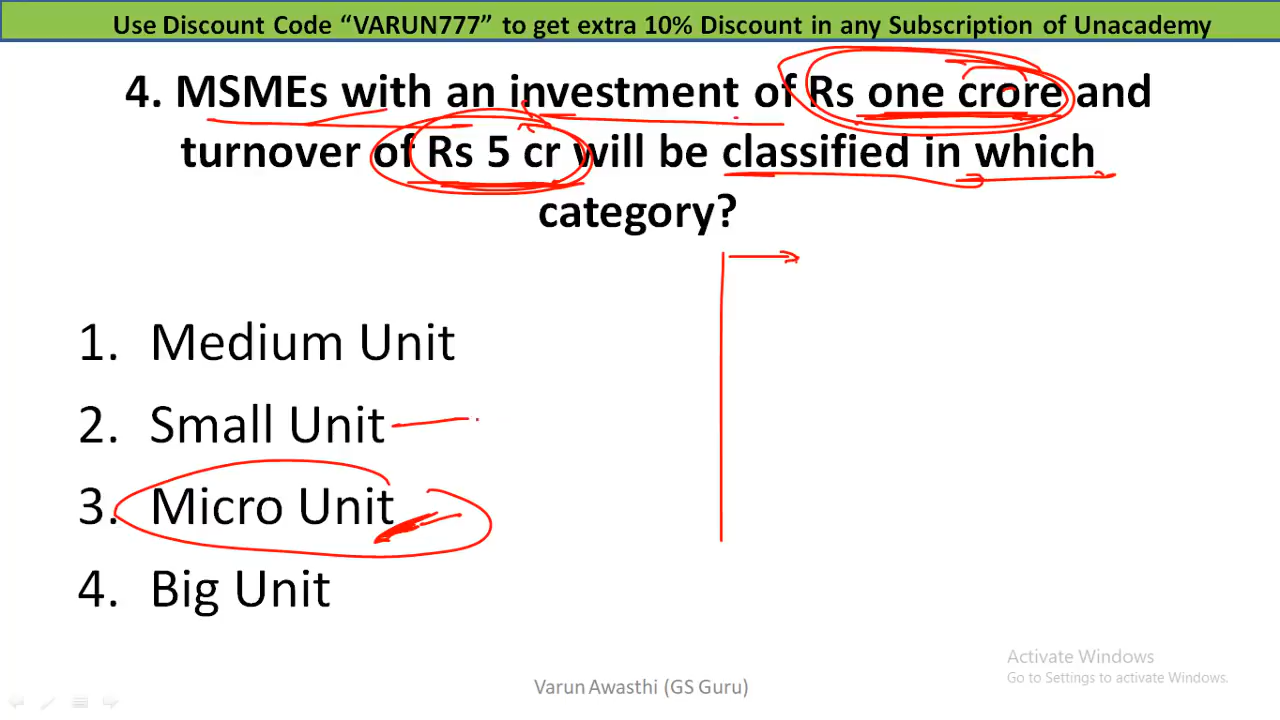 Use Discount Code “VARUN777” to get extra 10% Discount in any Subscription of Unacademy
4. MSMEs with an investment of Rs one crore and
turnover of Rs 5 cr will be classified in which
category?
1. Medium Unit
2. Small Unit
3. Micro Unit
4. Big Unit
Activate Windows
Go to Settings to activate Windows.
Varun Awasthi (GS Guru)